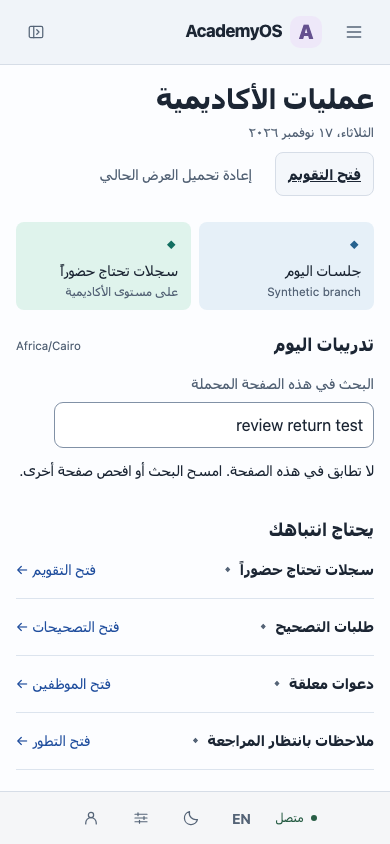 A AcademyOS
عمليات الأكاديمية
الثلاثاء، ١٧ نوفمبر ٢٠٢٦
فتح التقويم
إعادة تحميل العرض الحالي
جلسات اليوم
Synthetic branch
سجلات تحتاج حضوراً
على مستوى الأكاديمية
تدريبات اليوم
Africa/Cairo
البحث في هذه الصفحة المحملة
review return test
لا تطابق في هذه الصفحة. امسح البحث أو افحص صفحة أخرى.
يحتاج انتباهك
سجلات تحتاج حضوراً
فتح التقويم ←
طلبات التصحيح
فتح التصحيحات ←
دعوات معلقة
فتح الموظفين ←
ملاحظات بانتظار المراجعة
فتح التطور ←
متصل
EN